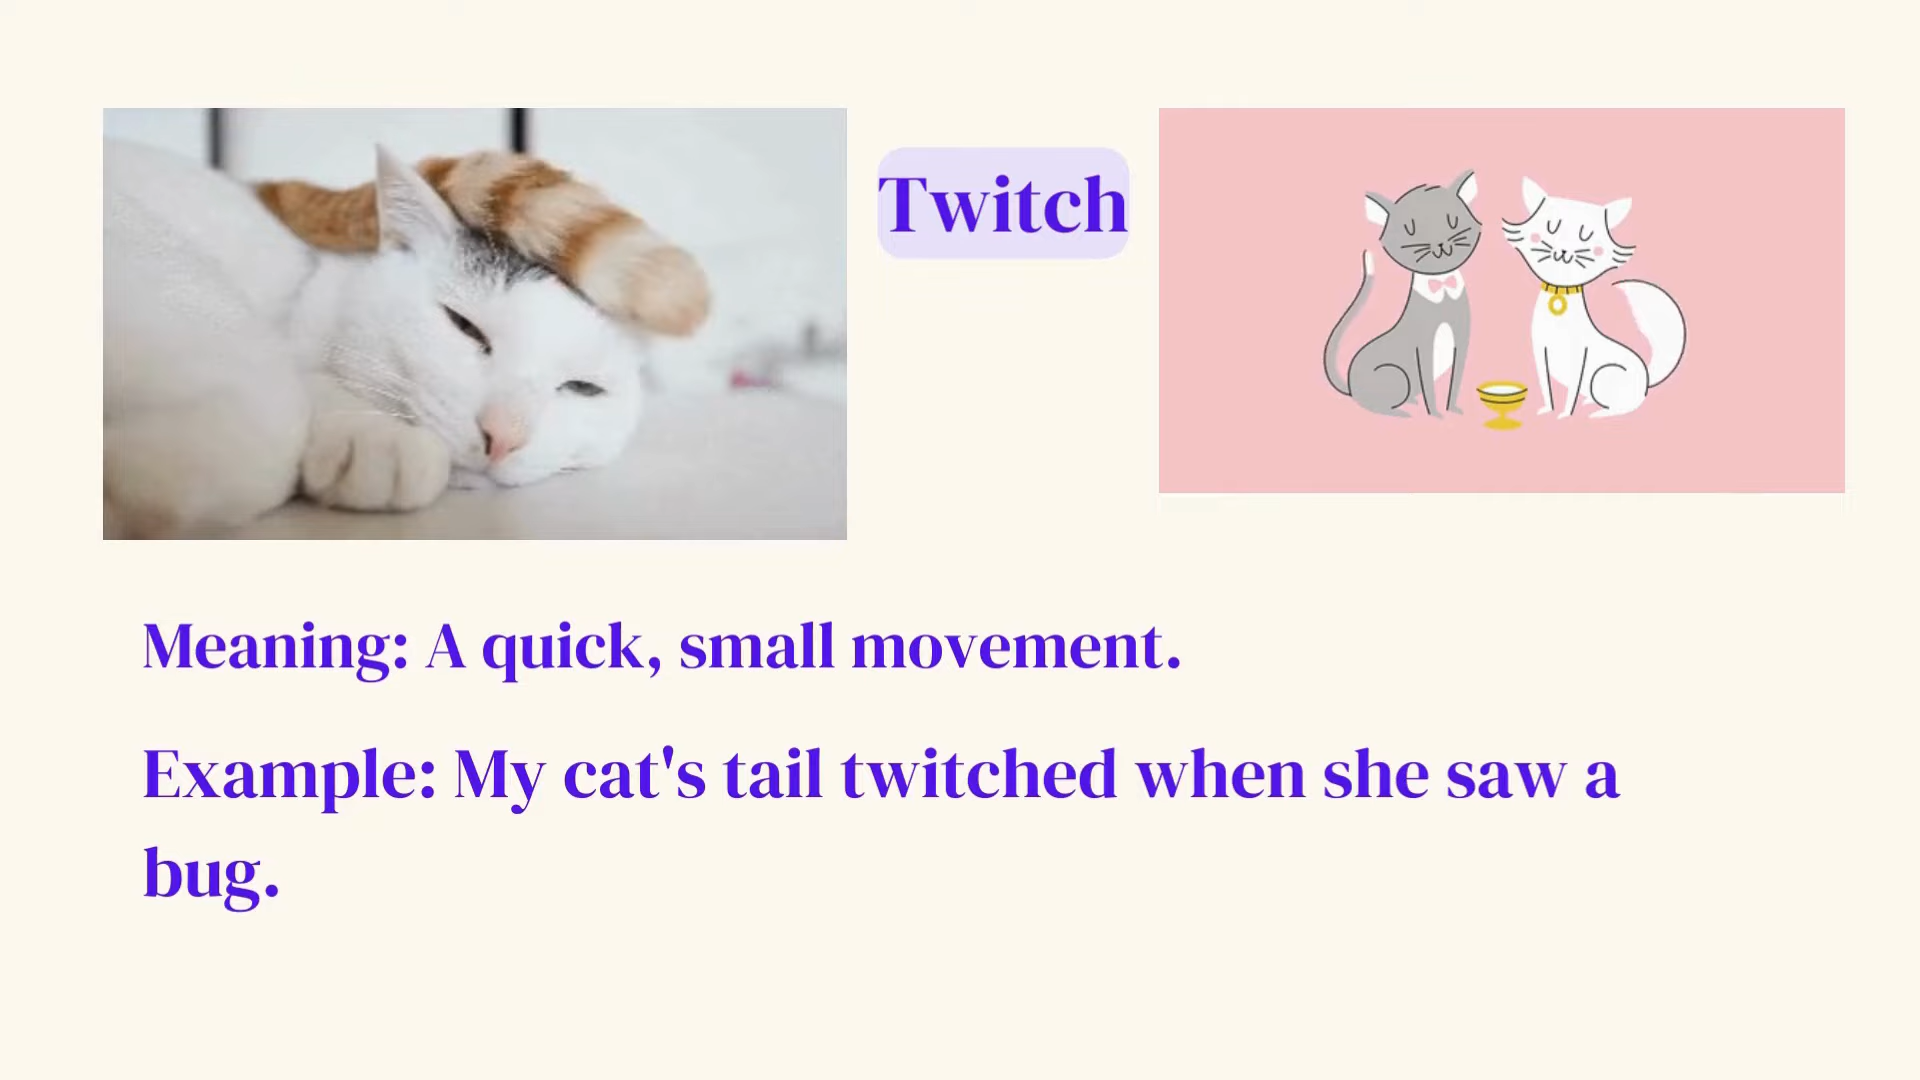 Twitch
Meaning: A quick, small movement.
Example: My cat's tail twitched when she saw a
bug.